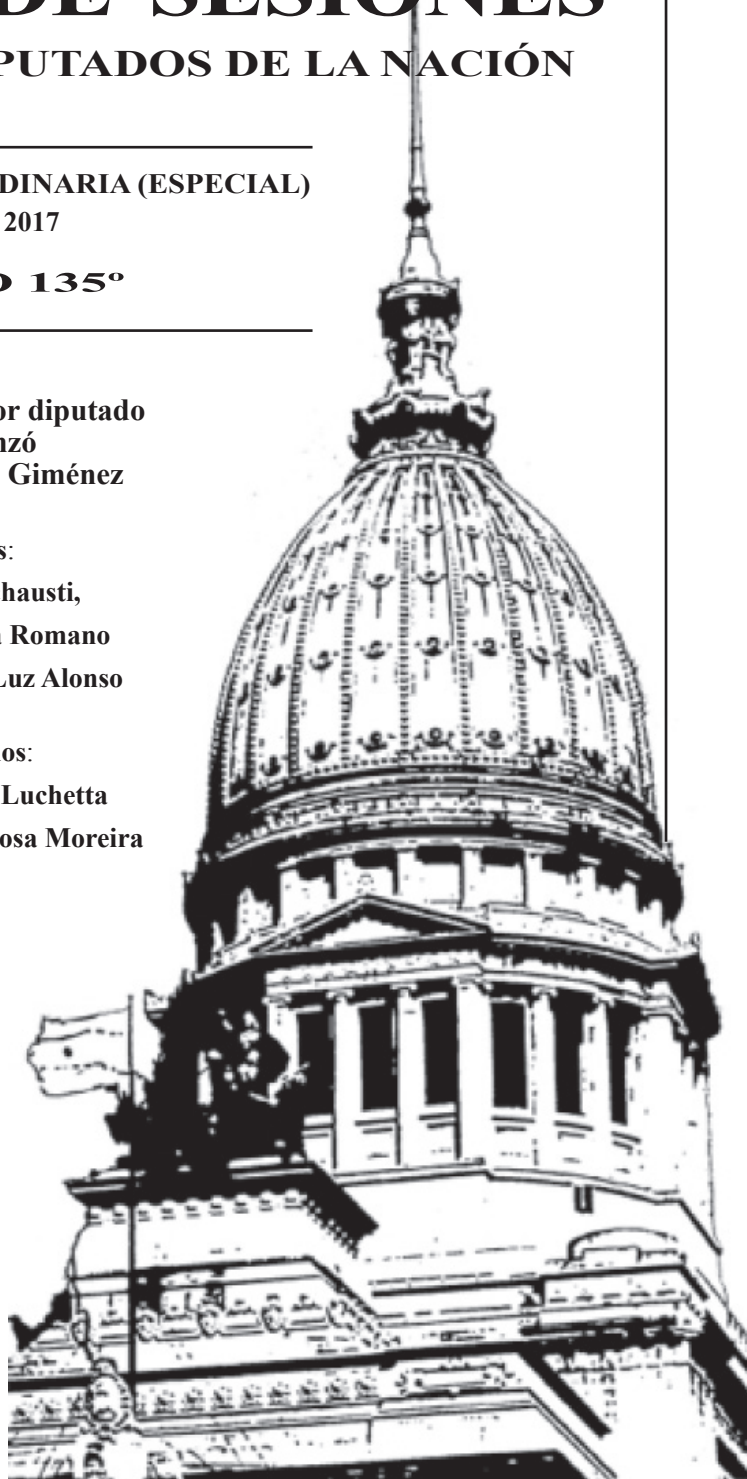 DE SESIONES
PUTADOS DE LA NACIÓN
DINARIA (ESPECIAL)
2017
O 135º
or diputado
nzó
Giménez
s:
hausti,
Romano
Luz Alonso
os:
Luchetta
osa Moreira